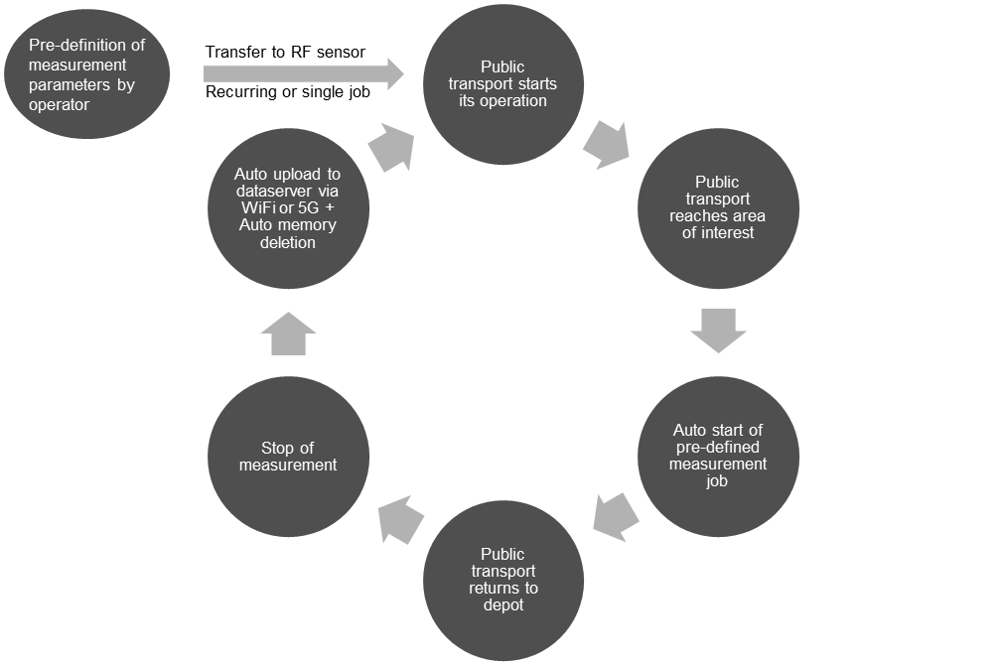 Pre-definition of
measurement
parameters by
operator
Transfer to RF sensor
Recurring or single job
Public
transport starts
its operation
Public
transport
reaches area
of interest
Auto start of
pre-defined
measurement
job
Public
transport
returns to
depot
Stop of
measurement
Auto upload to
dataserver via
WiFi or 5G +
Auto memory
deletion